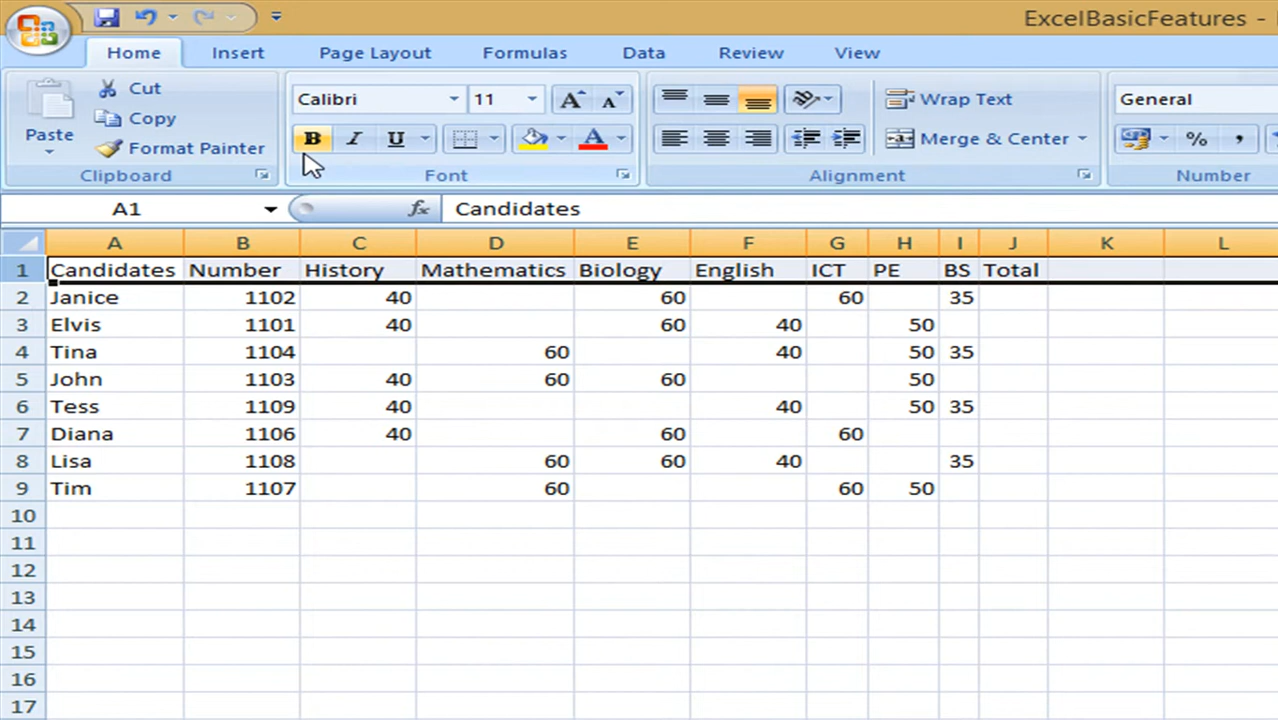 ExcelBasicFeatures -
Home Insert Page Layout Formulas Data Review View
Paste Cut Copy Format Painter
Calibri 11 Wrap Text General
B I U A Merge & Center % ,
Clipboard Font Alignment Number
A1 fx Candidates
A B C D E F G H I J K L
1 Candidates Number History Mathematics Biology English ICT PE BS Total
2 Janice 1102 40 60 60 35
3 Elvis 1101 40 60 40 50
4 Tina 1104 60 40 50 35
5 John 1103 40 60 60 50
6 Tess 1109 40 40 50 35
7 Diana 1106 40 60 60
8 Lisa 1108 60 60 40 35
9 Tim 1107 60 60 50
10
11
12
13
14
15
16
17